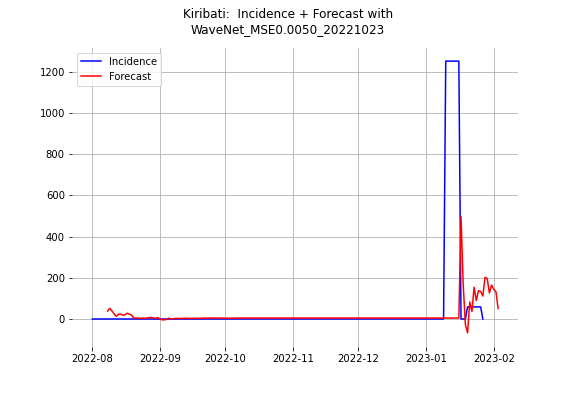 Kiribati:  Incidence + Forecast with
WaveNet_MSE0.0050_20221023
Incidence
Forecast
1200
1000
800
600
400
200
0
2022-08 2022-09 2022-10 2022-11 2022-12 2023-01 2023-02